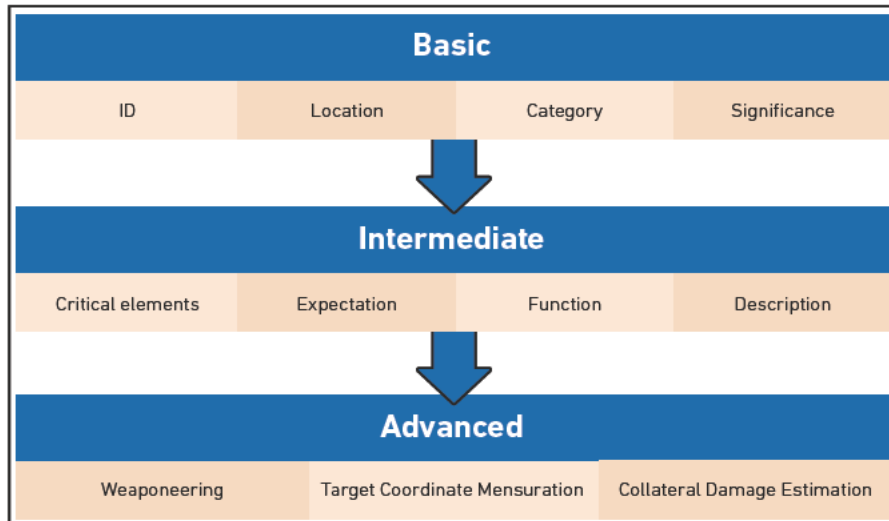 Basic
ID Location Category Significance
Intermediate
Critical elements Expectation Function Description
Advanced
Weaponeering Target Coordinate Mensuration Collateral Damage Estimation